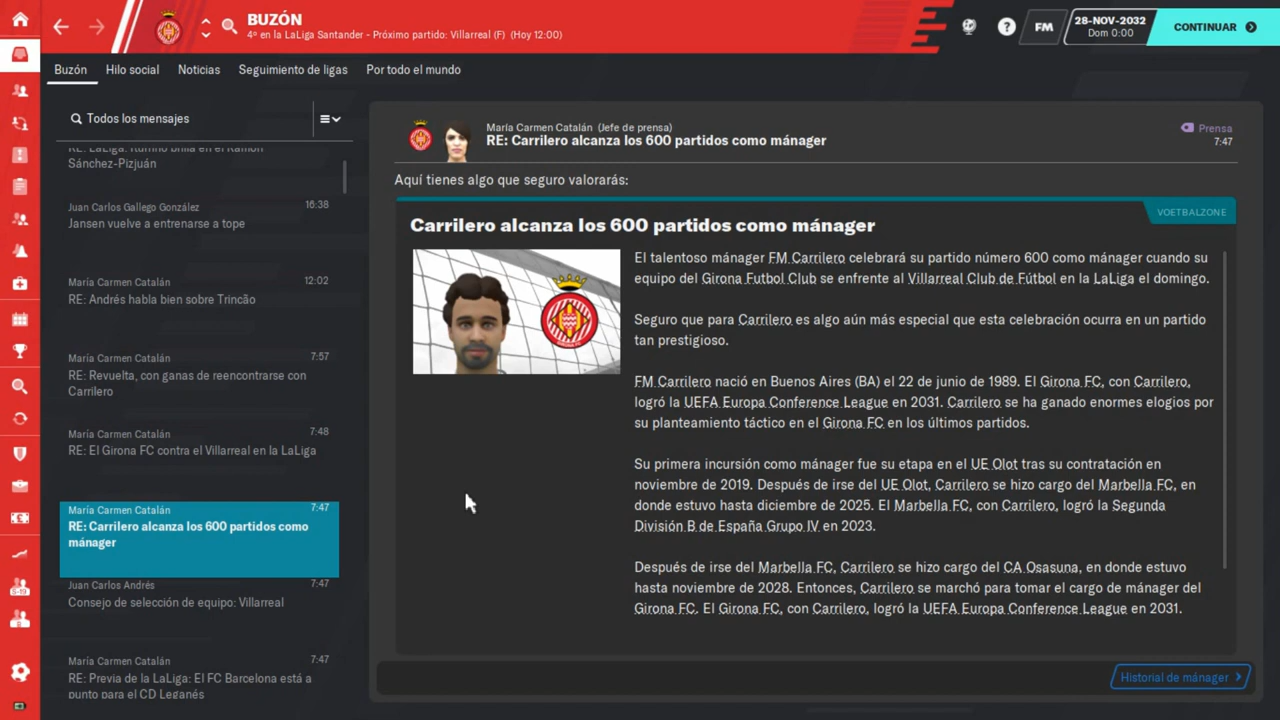 BUZÓN
4º en la LaLiga Santander - Próximo partido: Villarreal (F) (Hoy 12:00)
FM
28-NOV-2032
Dom 0:00
CONTINUAR
Buzón
Hilo social
Noticias
Seguimiento de ligas
Por todo el mundo
Todos los mensajes
RE: LaLiga: Rumiño brilla en el Ramón
Sánchez-Pizjuán
Juan Carlos Gallego González
16:38
Jansen vuelve a entrenarse a tope
María Carmen Catalán
12:02
RE: Andrés habla bien sobre Trincão
María Carmen Catalán
7:57
RE: Revuelta, con ganas de reencontrarse con
Carrilero
María Carmen Catalán
7:48
RE: El Girona FC contra el Villarreal en la LaLiga
María Carmen Catalán
7:47
RE: Carrilero alcanza los 600 partidos como
mánager
Juan Carlos Andrés
7:47
Consejo de selección de equipo: Villarreal
María Carmen Catalán
7:47
RE: Previa de la LaLiga: El FC Barcelona está a
punto para el CD Leganés
María Carmen Catalán (Jefe de prensa)
RE: Carrilero alcanza los 600 partidos como mánager
Prensa
7:47
Aquí tienes algo que seguro valorarás:
VOETBALZONE
Carrilero alcanza los 600 partidos como mánager
El talentoso mánager FM Carrilero celebrará su partido número 600 como mánager cuando su
equipo del Girona Futbol Club se enfrente al Villarreal Club de Fútbol en la LaLiga el domingo.
Seguro que para Carrilero es algo aún más especial que esta celebración ocurra en un partido
tan prestigioso.
FM Carrilero nació en Buenos Aires (BA) el 22 de junio de 1989. El Girona FC, con Carrilero,
logró la UEFA Europa Conference League en 2031. Carrilero se ha ganado enormes elogios por
su planteamiento táctico en el Girona FC en los últimos partidos.
Su primera incursión como mánager fue su etapa en el UE Olot tras su contratación en
noviembre de 2019. Después de irse del UE Olot, Carrilero se hizo cargo del Marbella FC, en
donde estuvo hasta diciembre de 2025. El Marbella FC, con Carrilero, logró la Segunda
División B de España Grupo IV en 2023.
Después de irse del Marbella FC, Carrilero se hizo cargo del CA Osasuna, en donde estuvo
hasta noviembre de 2028. Entonces, Carrilero se marchó para tomar el cargo de mánager del
Girona FC. El Girona FC, con Carrilero, logró la UEFA Europa Conference League en 2031.
Historial de mánager